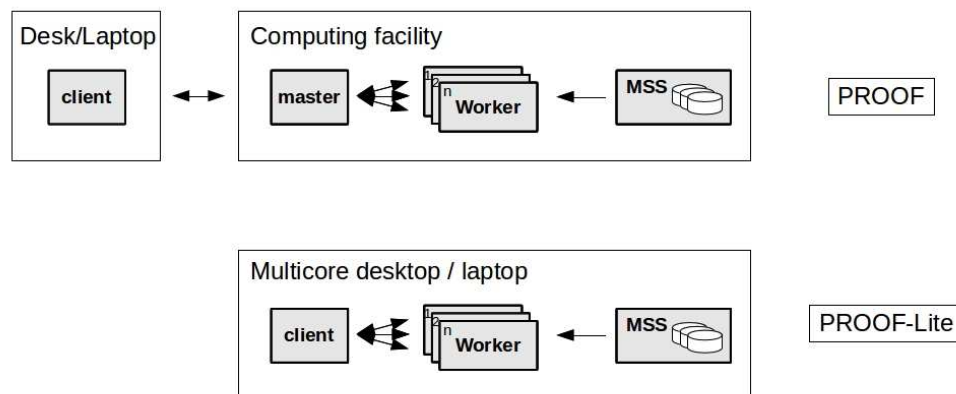 Desk/Laptop
Computing facility
client
master
1
2
n
Worker
MSS
PROOF
Multicore desktop / laptop
client
1
2
n
Worker
MSS
PROOF-Lite